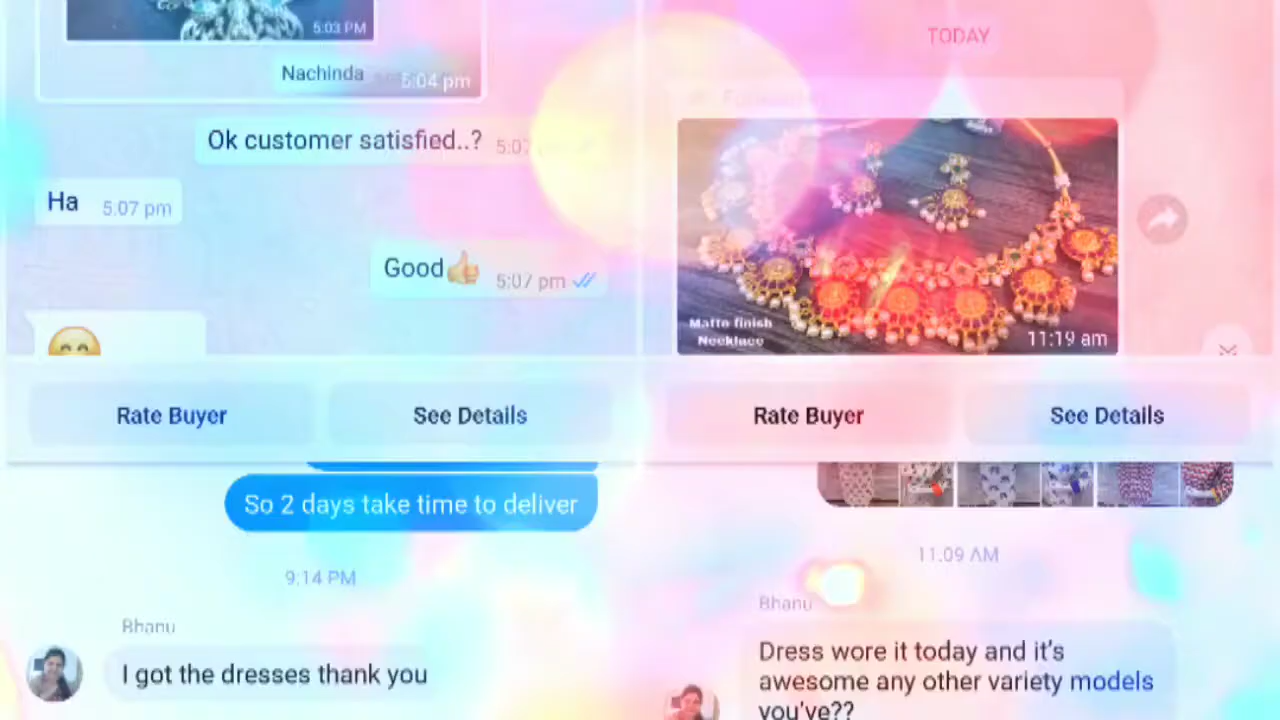 5:03 PM
Nachinda
5:04 pm
Ok customer satisfied..?
Ha 5:07 pm
Good👍 5:07 pm
Rate Buyer
See Details
So 2 days take time to deliver
9:14 PM
Bhanu
I got the dresses thank you
TODAY
Matte finish
Necklace
11:19 am
Rate Buyer
See Details
11:09 AM
Bhanu
Dress wore it today and it's
awesome any other variety models
you've??